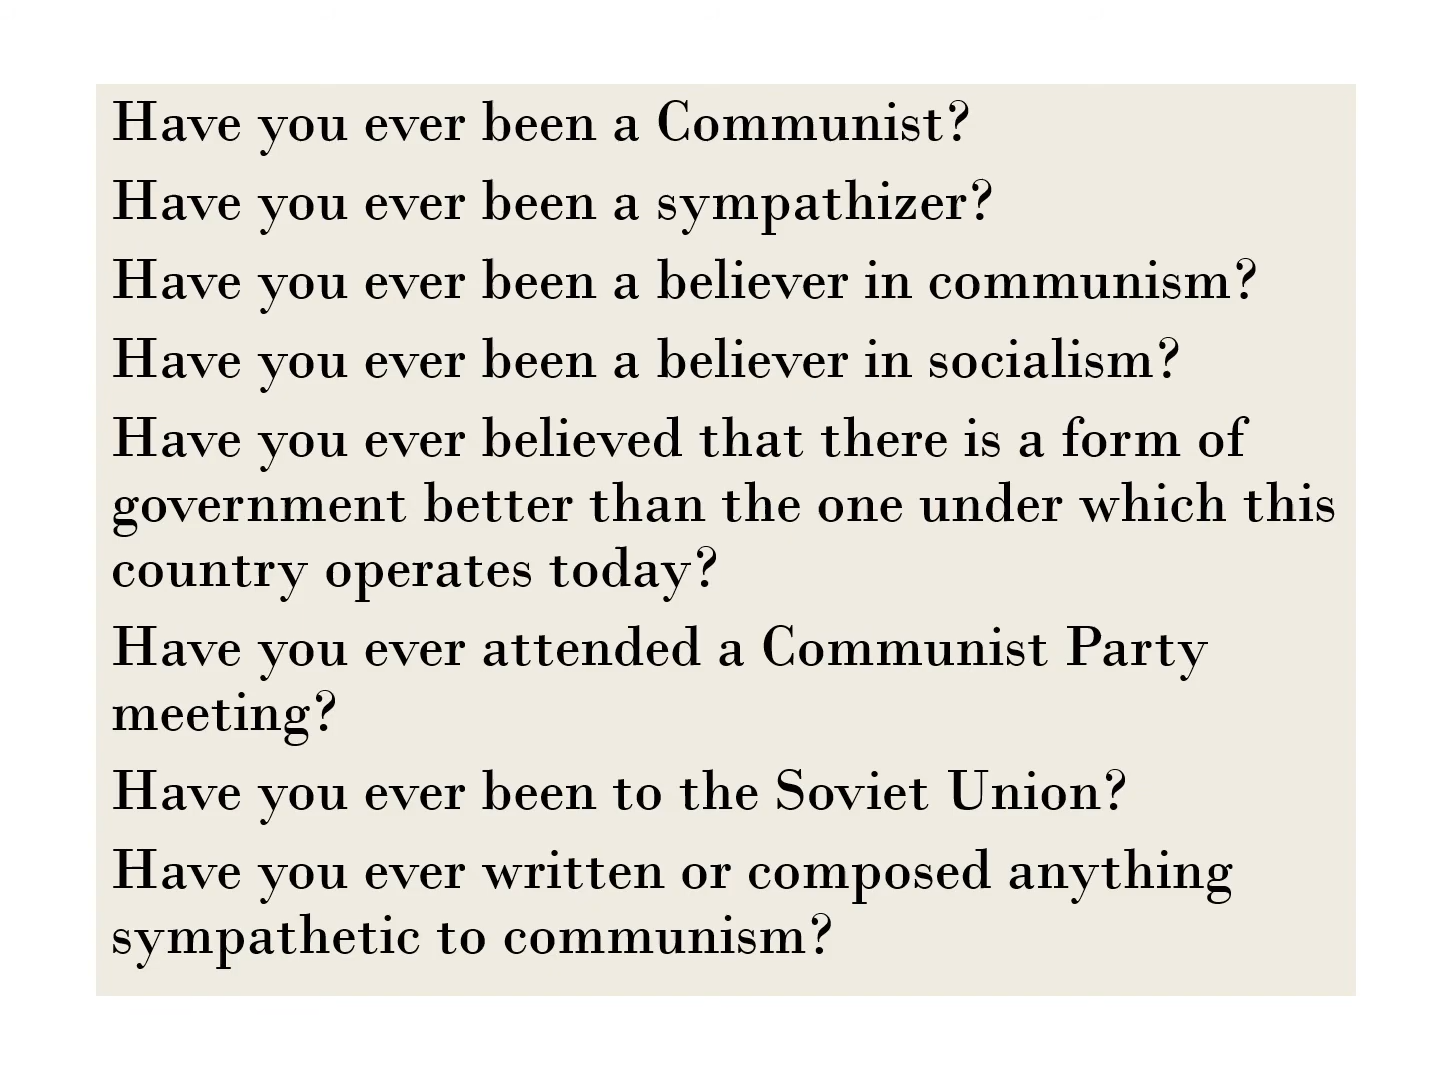 Have you ever been a Communist?
Have you ever been a sympathizer?
Have you ever been a believer in communism?
Have you ever been a believer in socialism?
Have you ever believed that there is a form of
government better than the one under which this
country operates today?
Have you ever attended a Communist Party
meeting?
Have you ever been to the Soviet Union?
Have you ever written or composed anything
sympathetic to communism?